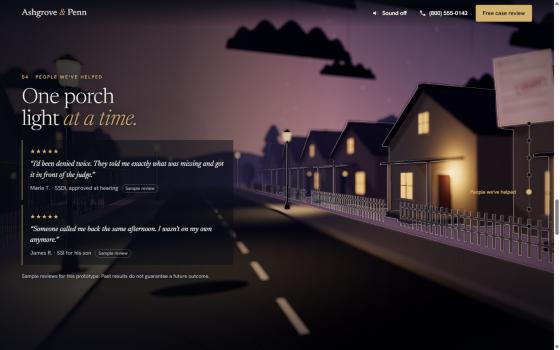 Ashgrove & Penn
Sound off
(800) 555-0142
Free case review
04 · PEOPLE WE'VE HELPED
One porch
light at a time.
★★★★★
"I'd been denied twice. They told me exactly what was missing and got
it in front of the judge."
Maria T. · SSDI, approved at hearing
Sample review
★★★★★
"Someone called me back the same afternoon. I wasn't on my own
anymore."
James R. · SSI for his son
Sample review
Sample reviews for this prototype. Past results do not guarantee a future outcome.
People we've helped